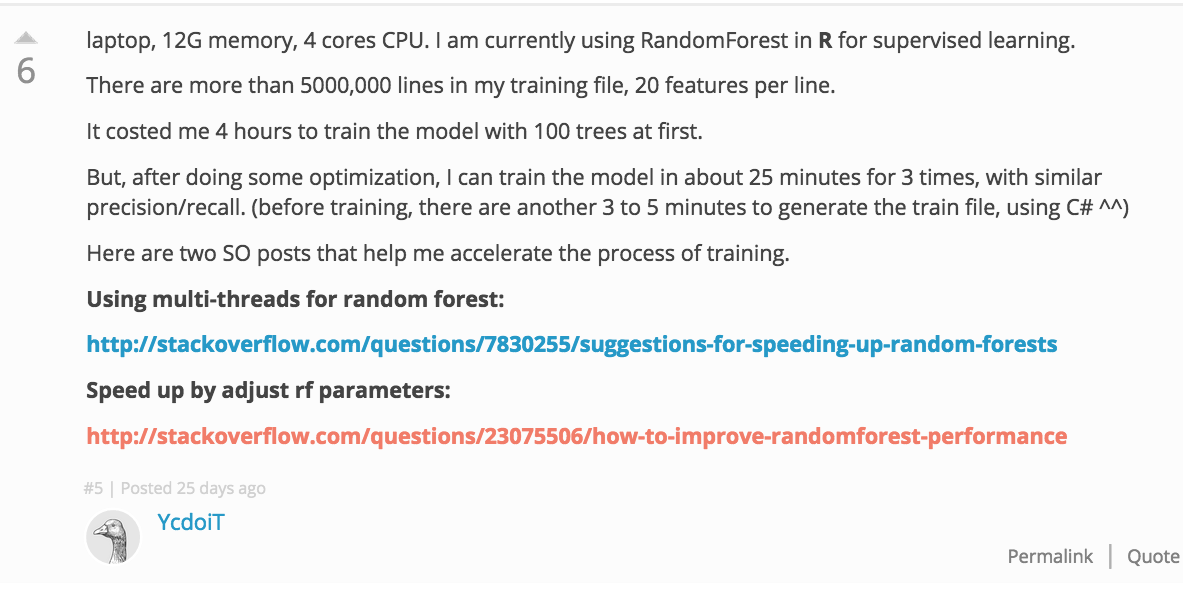 6
laptop, 12G memory, 4 cores CPU. I am currently using RandomForest in R for supervised learning.
There are more than 5000,000 lines in my training file, 20 features per line.
It costed me 4 hours to train the model with 100 trees at first.
But, after doing some optimization, I can train the model in about 25 minutes for 3 times, with similar
precision/recall. (before training, there are another 3 to 5 minutes to generate the train file, using C# ^^)
Here are two SO posts that help me accelerate the process of training.
Using multi-threads for random forest:
http://stackoverflow.com/questions/7830255/suggestions-for-speeding-up-random-forests
Speed up by adjust rf parameters:
http://stackoverflow.com/questions/23075506/how-to-improve-randomforest-performance
#5 | Posted 25 days ago
YcdoiT
Permalink | Quote